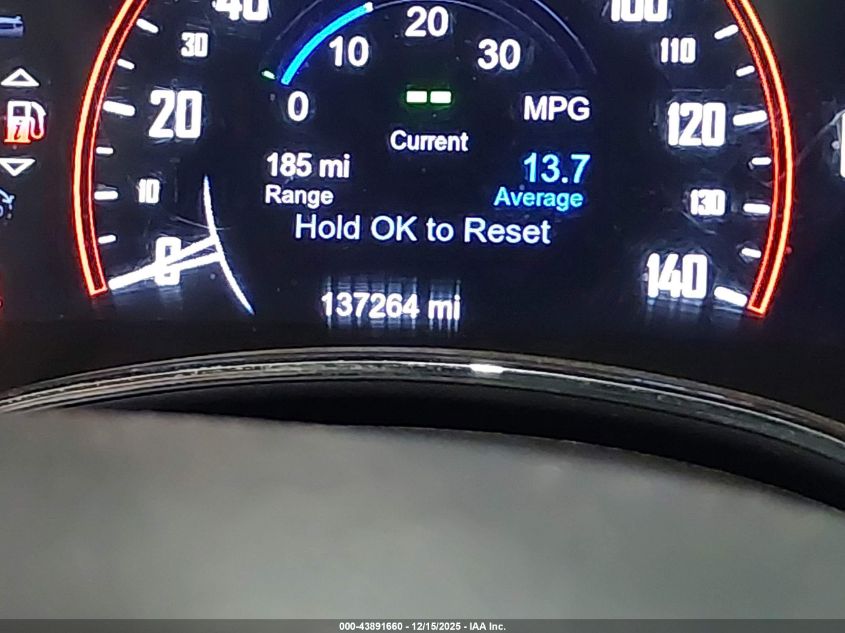 40
20
100
30
10
30
110
20
0
MPG
120
Current
185 mi
13.7
10
Range
Average
130
Hold OK to Reset
0
140
137264 mi
000-43891660 - 12/15/2025 - IAA Inc.